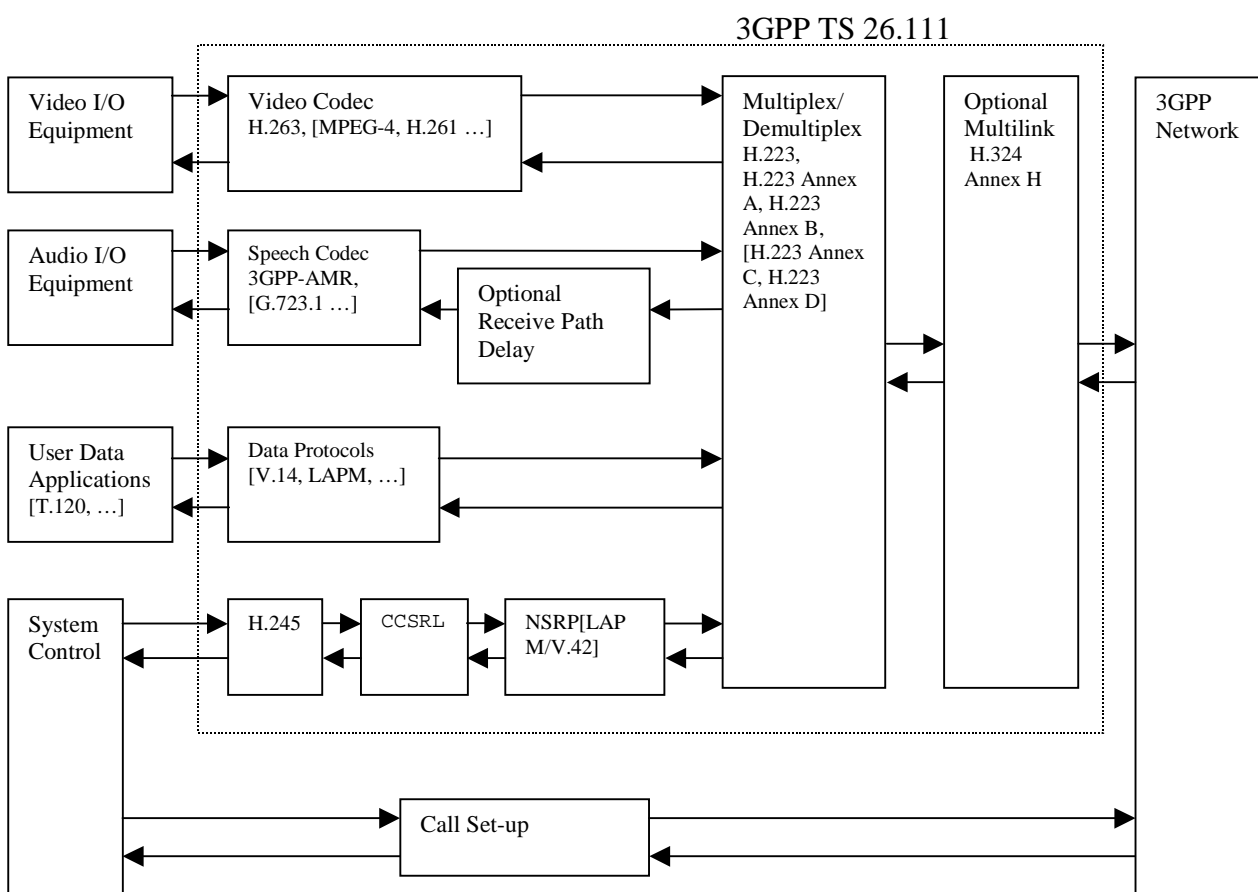 3GPP TS 26.111
Video I/O
Equipment
Video Codec
H.263, [MPEG-4, H.261 …]
Multiplex/
Demultiplex
H.223,
H.223 Annex
A, H.223
Annex B,
[H.223 Annex
C, H.223
Annex D]
Optional
Multilink
H.324
Annex H
3GPP
Network
Audio I/O
Equipment
Speech Codec
3GPP-AMR,
[G.723.1 …]
Optional
Receive Path
Delay
User Data
Applications
[T.120, …]
Data Protocols
[V.14, LAPM, …]
System
Control
H.245
CCSRL
NSRP[LAP
M/V.42]
Call Set-up